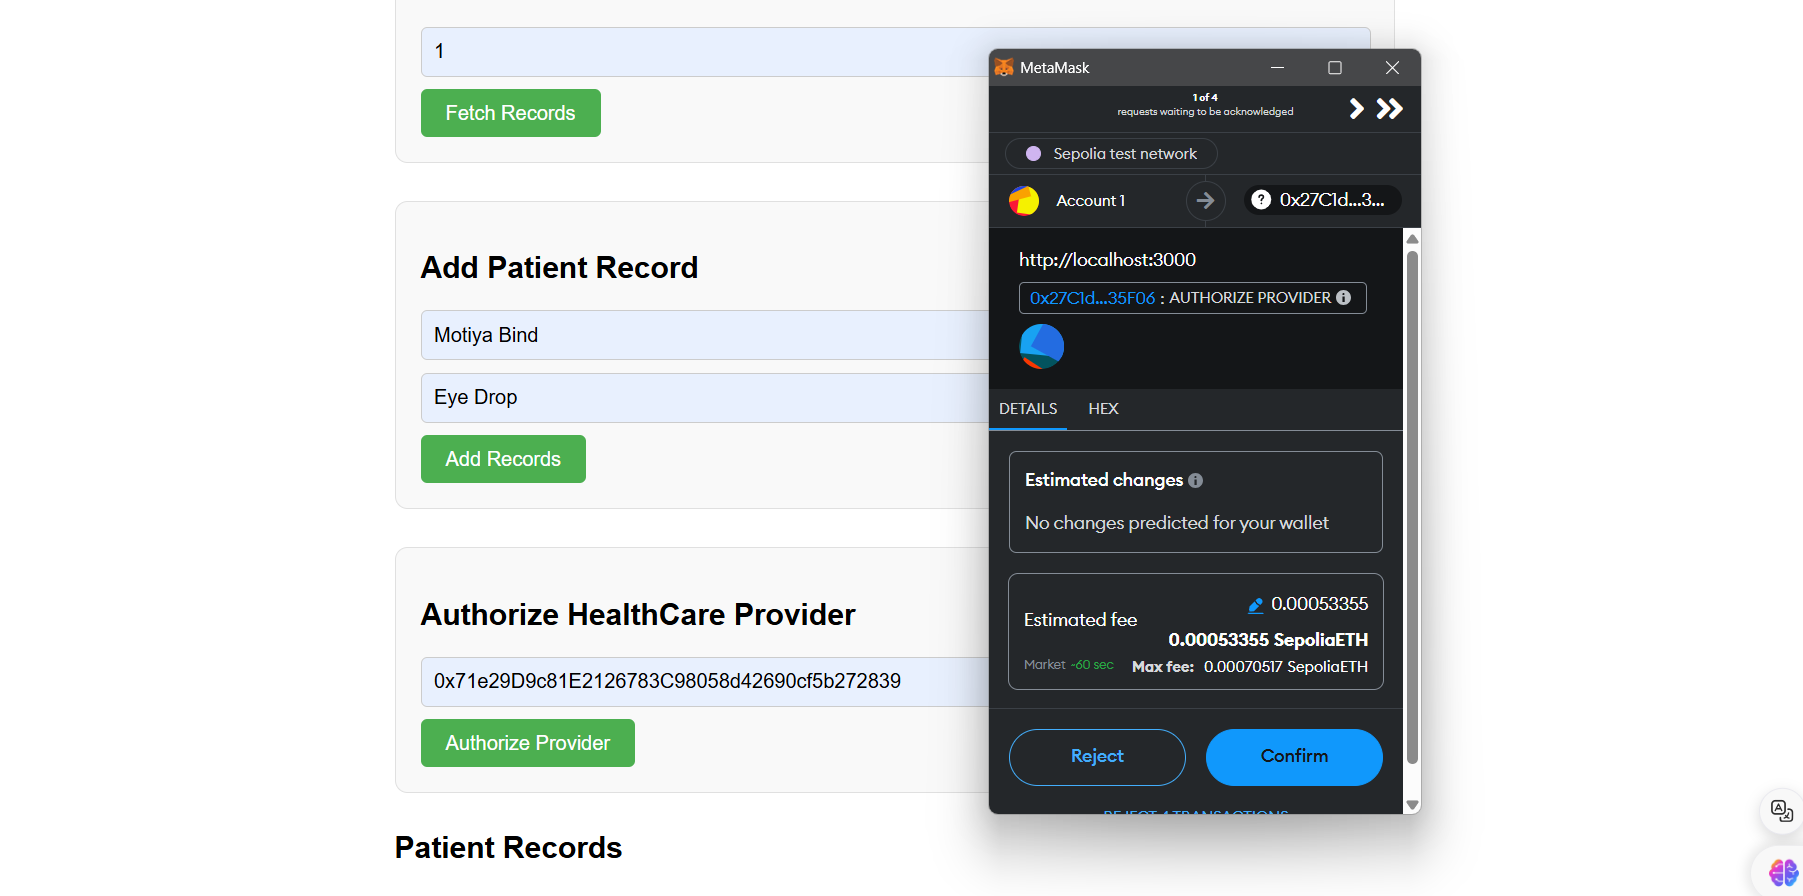 1
Fetch Records
Add Patient Record
Motiya Bind
Eye Drop
Add Records
Authorize HealthCare Provider
0x71e29D9c81E2126783C98058d42690cf5b272839
Authorize Provider
Patient Records
MetaMask
1 of 4
requests waiting to be acknowledged
Sepolia test network
Account 1
0x27C1d...3...
http://localhost:3000
0x27C1d...35F06 : AUTHORIZE PROVIDER
DETAILS HEX
Estimated changes
No changes predicted for your wallet
0.00053355
Estimated fee
0.00053355 SepoliaETH
Market ~60 sec Max fee: 0.00070517 SepoliaETH
Reject Confirm
REJECT 4 TRANSACTIONS